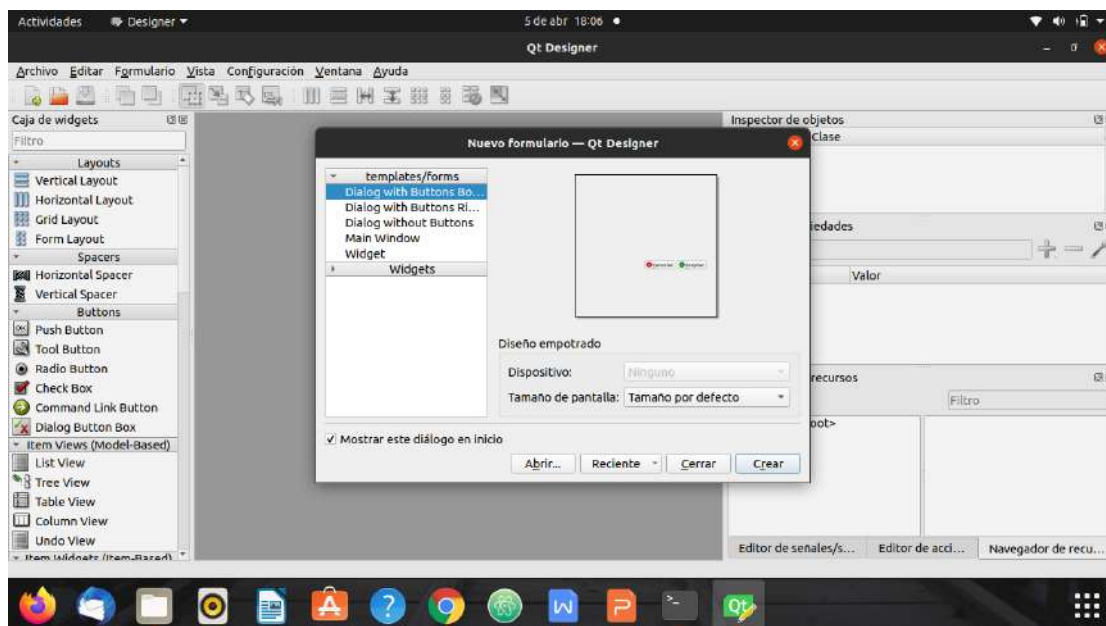 Actividades Designer 5 de abr 18:06
Qt Designer
Archivo Editar Formulario Vista Configuración Ventana Ayuda
Caja de widgets
Filtro
Layouts
Vertical Layout
Horizontal Layout
Grid Layout
Form Layout
Spacers
Horizontal Spacer
Vertical Spacer
Buttons
Push Button
Tool Button
Radio Button
Check Box
Command Link Button
Dialog Button Box
Item Views (Model-Based)
List View
Tree View
Table View
Column View
Undo View
Item Widgets (Item-Based)
Nuevo formulario — Qt Designer
templates/forms
Dialog with Buttons Bo...
Dialog with Buttons Ri...
Dialog without Buttons
Main Window
Widget
Widgets
Diseño empotrado
Dispositivo: Ninguno
Tamaño de pantalla: Tamaño por defecto
Mostrar este diálogo en inicio
Abrir... Reciente Cerrar Crear
Inspector de objetos
Clase
iedades
Valor
recursos
Filtro
oot>
Editor de señales/s... Editor de acci... Navegador de recu...